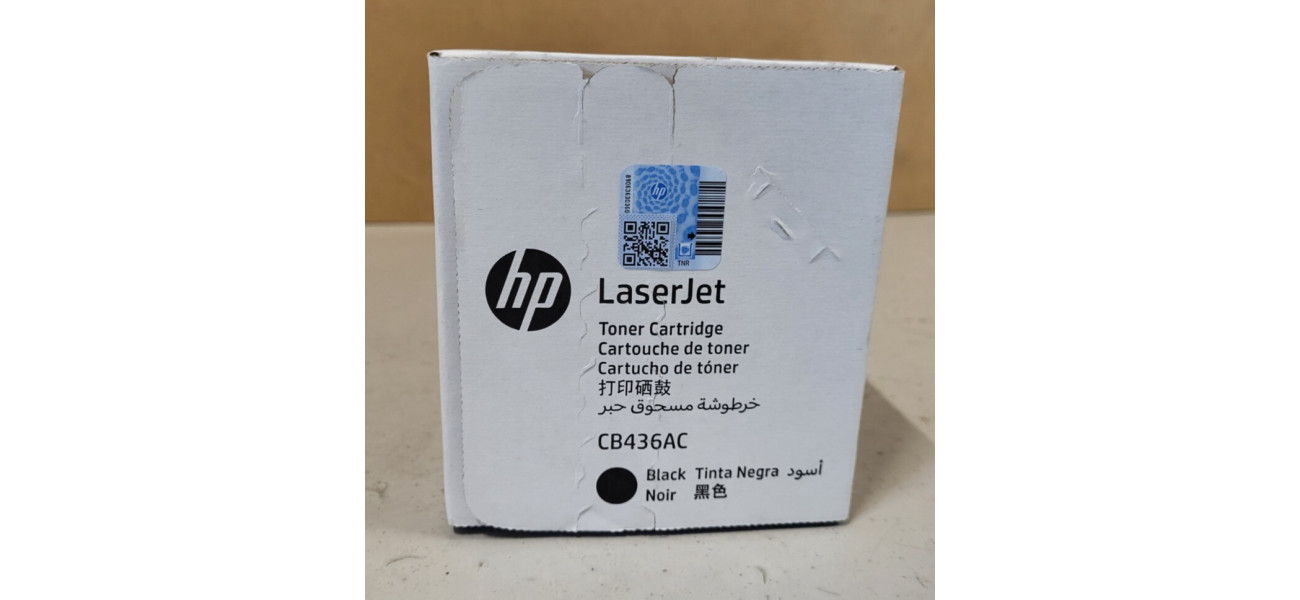 hp
TNR
hp
LaserJet
Toner Cartridge
Cartouche de toner
Cartucho de tóner
打印硒鼓
خرطوشة مسحوق حبر
CB436AC
Black Tinta Negra أسود
Noir 黑色